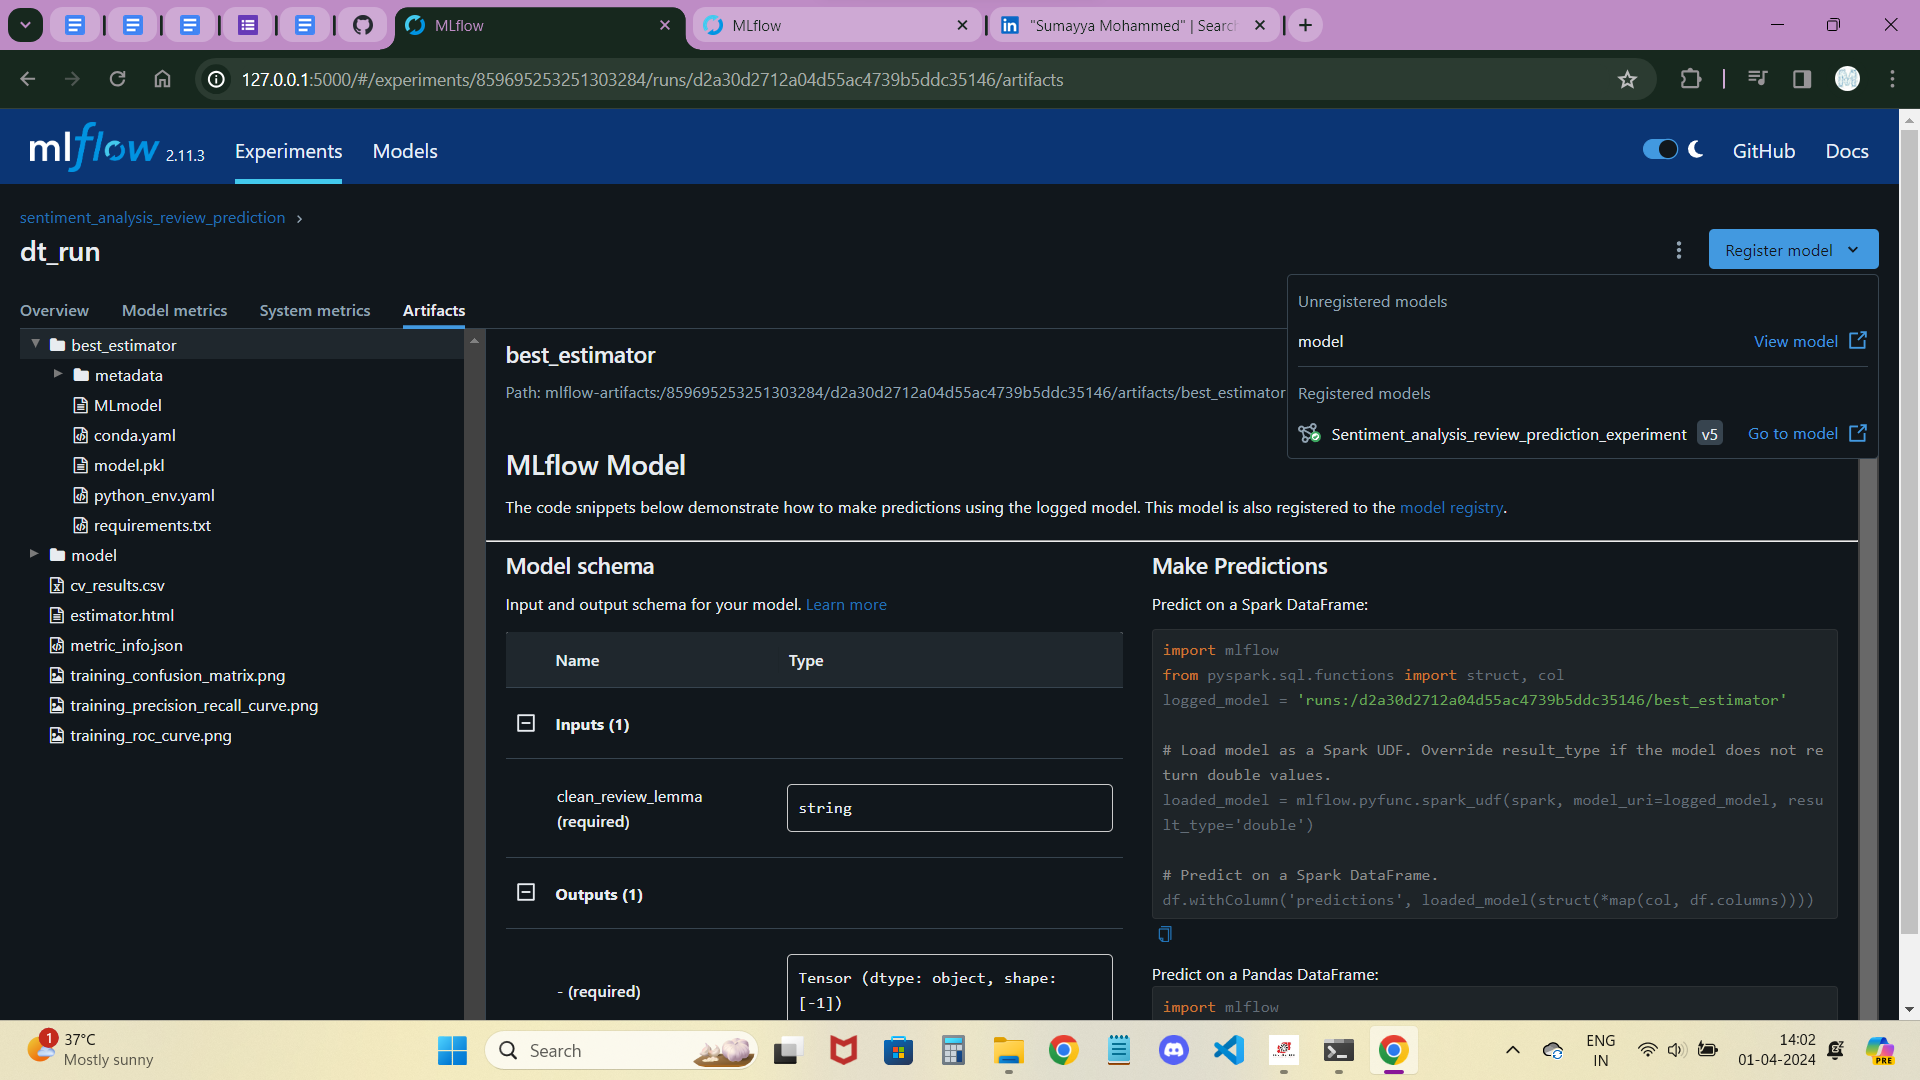 MLflow
MLflow
"Sumayya Mohammed" | Searc
127.0.0.1:5000/#/experiments/859695253251303284/runs/d2a30d2712a04d55ac4739b5ddc35146/artifacts
mlflow 2.11.3
Experiments
Models
GitHub
Docs
sentiment_analysis_review_prediction
dt_run
Register model
Overview
Model metrics
System metrics
Artifacts
Unregistered models
model
View model
Registered models
Sentiment_analysis_review_prediction_experiment v5
Go to model
best_estimator
metadata
MLmodel
conda.yaml
model.pkl
python_env.yaml
requirements.txt
model
cv_results.csv
estimator.html
metric_info.json
training_confusion_matrix.png
training_precision_recall_curve.png
training_roc_curve.png
best_estimator
Path: mlflow-artifacts:/859695253251303284/d2a30d2712a04d55ac4739b5ddc35146/artifacts/best_estimator
MLflow Model
The code snippets below demonstrate how to make predictions using the logged model. This model is also registered to the model registry.
Model schema
Input and output schema for your model. Learn more
Name
Type
Inputs (1)
clean_review_lemma
(required)
string
Outputs (1)
- (required)
Tensor (dtype: object, shape:
[-1])
Make Predictions
Predict on a Spark DataFrame:
import mlflow
from pyspark.sql.functions import struct, col
logged_model = 'runs:/d2a30d2712a04d55ac4739b5ddc35146/best_estimator'
# Load model as a Spark UDF. Override result_type if the model does not re
turn double values.
loaded_model = mlflow.pyfunc.spark_udf(spark, model_uri=logged_model, resu
lt_type='double')
# Predict on a Spark DataFrame.
df.withColumn('predictions', loaded_model(struct(*map(col, df.columns))))
Predict on a Pandas DataFrame:
import mlflow
1
37°C
Mostly sunny
Search
ENG
IN
14:02
01-04-2024
PRE